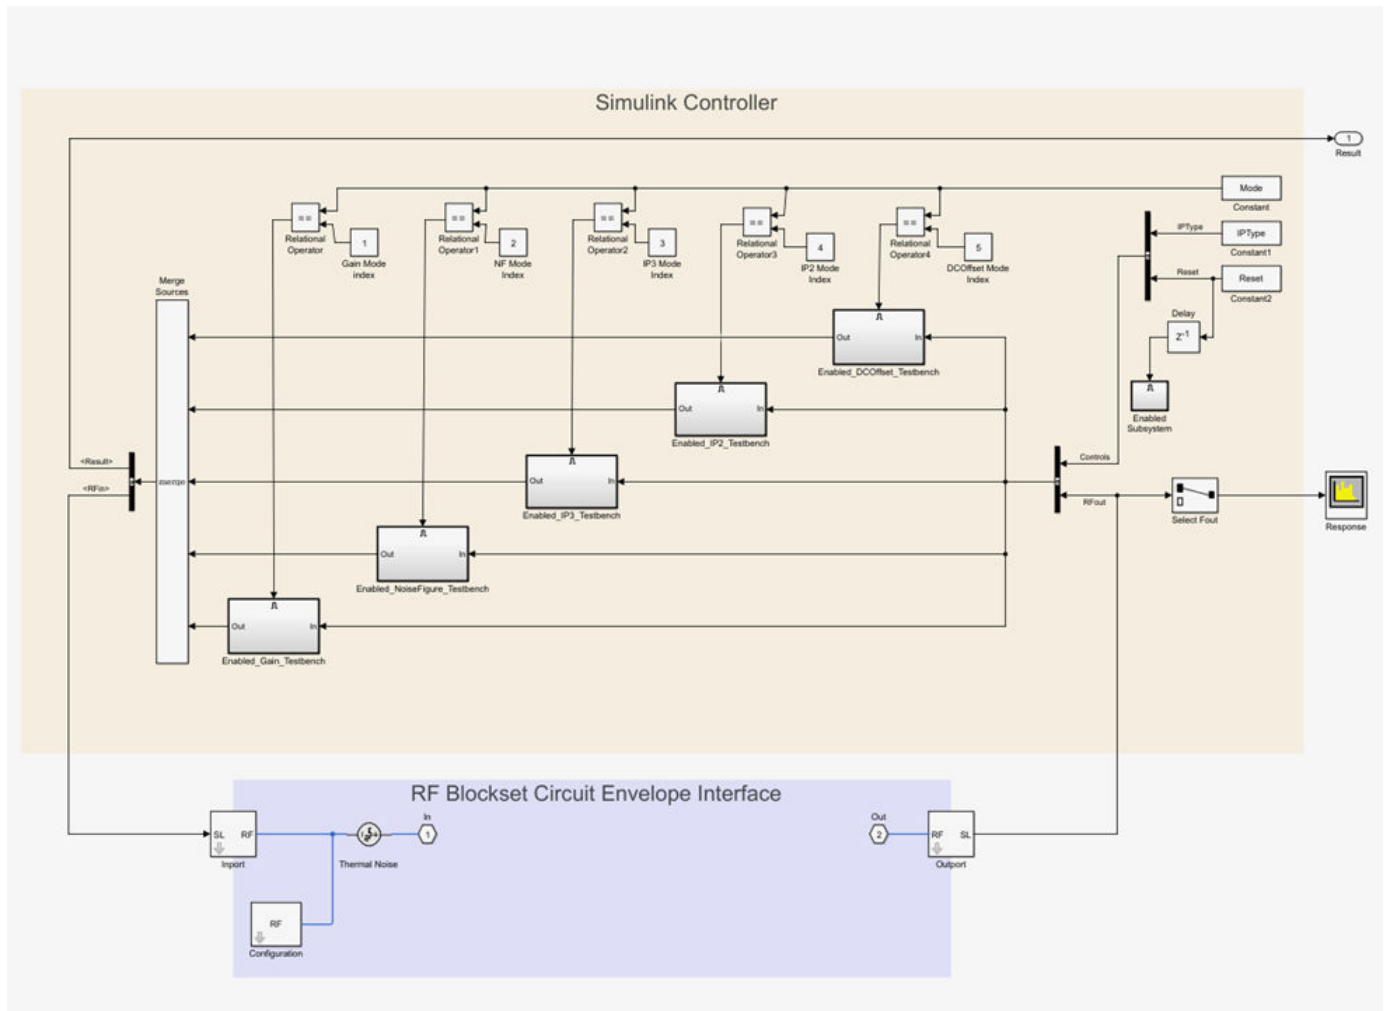 Simulink Controller
1
Result
Mode
Constant
==
Relational
Operator
1
Gain Mode
index
==
Relational
Operator1
2
NF Mode
Index
==
Relational
Operator2
3
IP3 Mode
Index
==
Relational
Operator3
4
IP2 Mode
Index
==
Relational
Operator4
5
DCOffset Mode
Index
IPType
IPType
Constant1
Reset
Reset
Constant2
Delay
Z-1
Enabled
Subsystem
Merge
Sources
merge
Out
In
Enabled_DCOffset_Testbench
Out
In
Enabled_IP2_Testbench
Out
In
Enabled_IP3_Testbench
Out
In
Enabled_NoiseFigure_Testbench
Out
In
Enabled_Gain_Testbench
<Result>
<RFin>
Controls
RFout
Select Fout
Response
RF Blockset Circuit Envelope Interface
SL
RF
Inport
Thermal Noise
In
1
Out
2
RF
SL
Outport
RF
Configuration